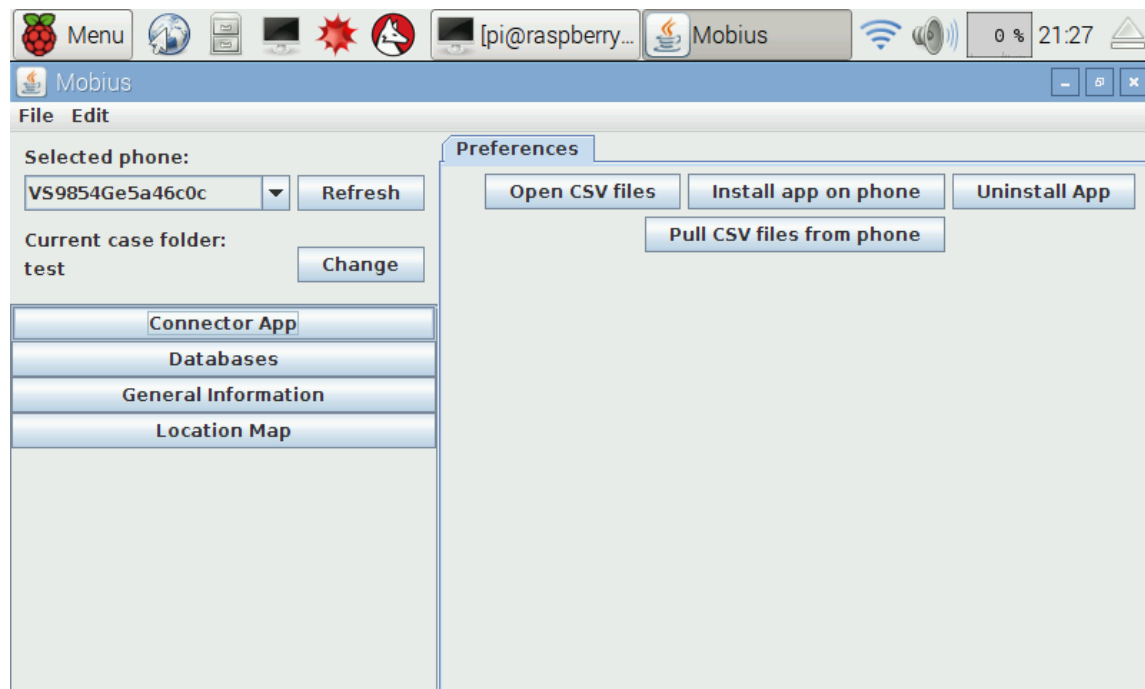 Menu [pi@raspberry... Mobius 0 % 21:27
Mobius
File Edit
Selected phone:
VS9854Ge5a46c0c Refresh
Current case folder:
test Change
Connector App
Databases
General Information
Location Map
Preferences
Open CSV files Install app on phone Uninstall App
Pull CSV files from phone